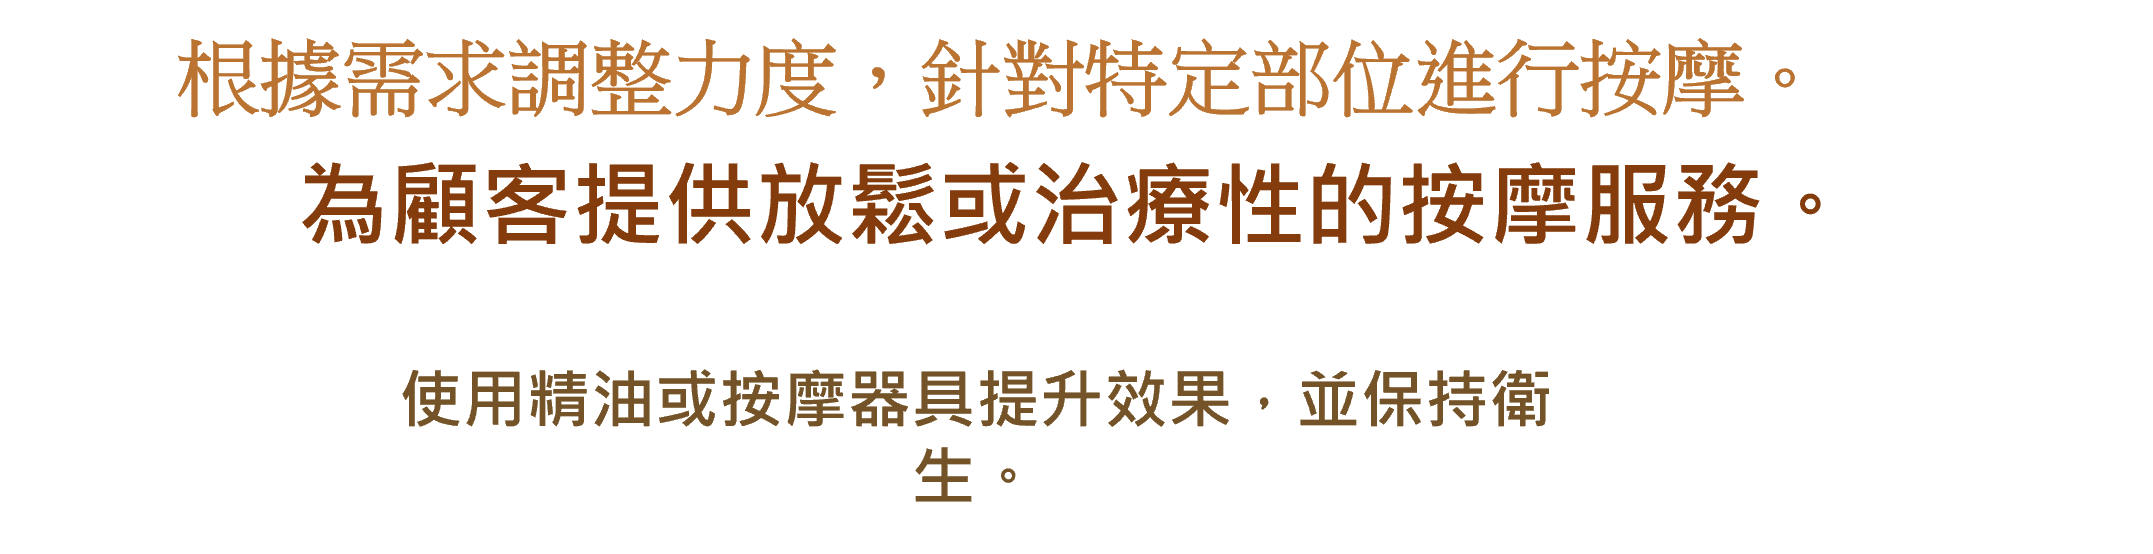 根據需求調整力度，針對特定部位進行按摩。
為顧客提供放鬆或治療性的按摩服務。
使用精油或按摩器具提升效果，並保持衛
生。